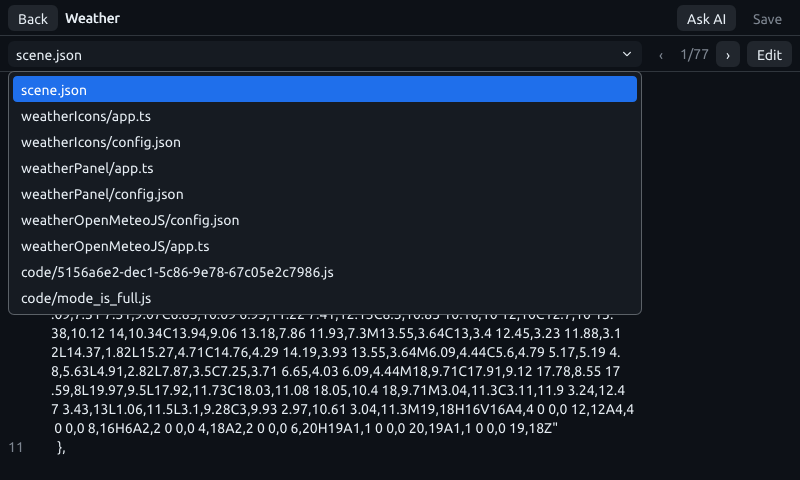 Back
Weather
Ask AI
Save
scene.json
‹
1/77
›
Edit
scene.json
weatherIcons/app.ts
weatherIcons/config.json
weatherPanel/app.ts
weatherPanel/config.json
weatherOpenMeteoJS/config.json
weatherOpenMeteoJS/app.ts
code/5156a6e2-dec1-5c86-9e78-67c05e2c7986.js
code/mode_is_full.js
38,10.12 14,10.34C13.94,9.06 13.18,7.86 11.93,7.3M13.55,3.64C13,3.4 12.45,3.23 11.88,3.1
2L14.37,1.82L15.27,4.71C14.76,4.29 14.19,3.93 13.55,3.64M6.09,4.44C5.6,4.79 5.17,5.19 4.
8,5.63L4.91,2.82L7.87,3.5C7.25,3.71 6.65,4.03 6.09,4.44M18,9.71C17.91,9.12 17.78,8.55 17
.59,8L19.97,9.5L17.92,11.73C18.03,11.08 18.05,10.4 18,9.71M3.04,11.3C3.11,11.9 3.24,12.4
7 3.43,13L1.06,11.5L3.1,9.28C3,9.93 2.97,10.61 3.04,11.3M19,18H16V16A4,4 0 0,0 12,12A4,4
0 0,0 8,16H6A2,2 0 0,0 4,18A2,2 0 0,0 6,20H19A1,1 0 0,0 20,19A1,1 0 0,0 19,18Z"
11 },